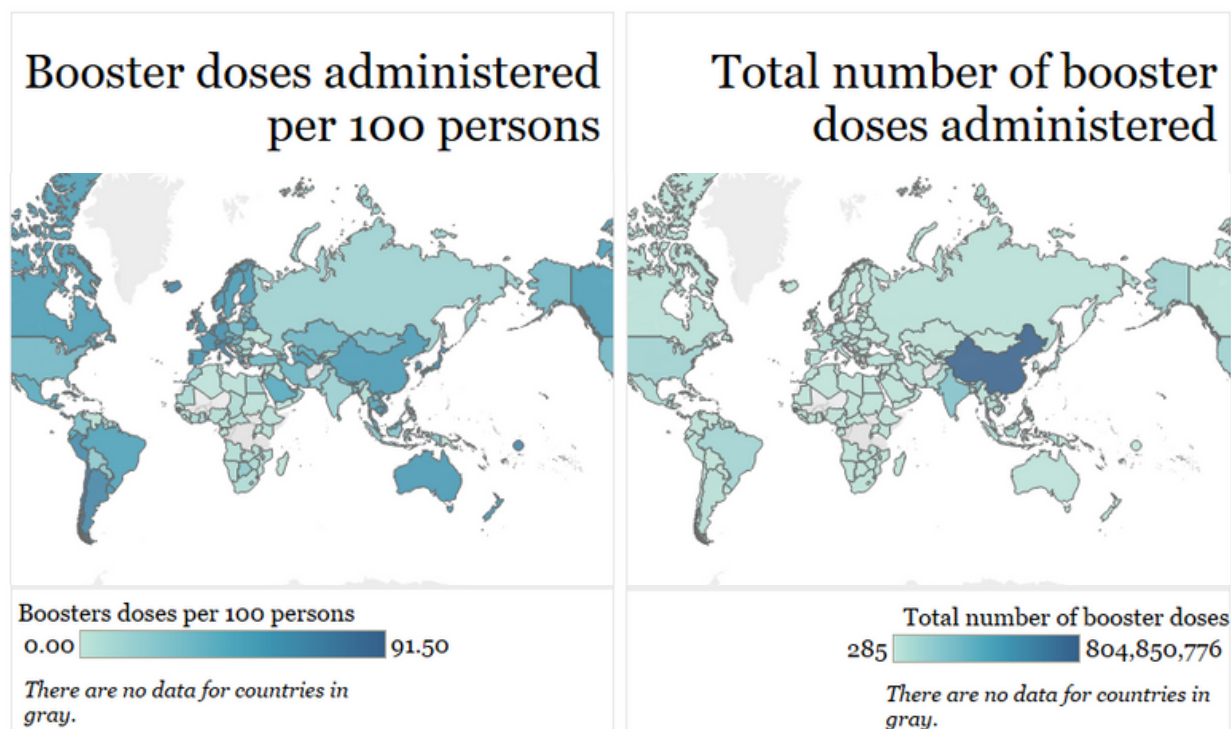 Booster doses administered
per 100 persons
Boosters doses per 100 persons
0.00 91.50
There are no data for countries in
gray.
Total number of booster
doses administered
Total number of booster doses
285 804,850,776
There are no data for countries in
gray.